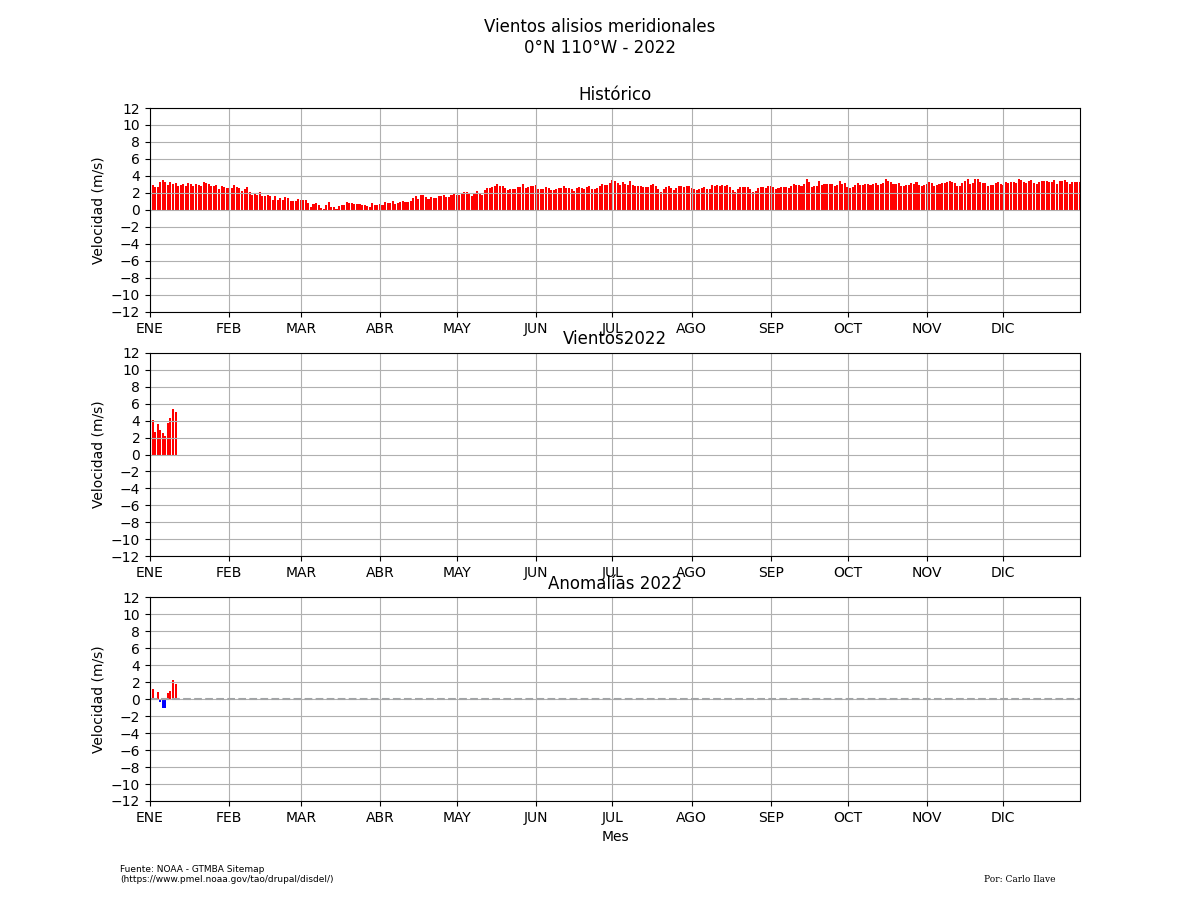 Vientos alisios meridionales
0°N 110°W - 2022
Histórico
12
10
8
6
4
2
0
−2
−4
−6
−8
−10
−12
Velocidad (m/s)
ENE FEB MAR ABR MAY JUN JUL AGO SEP OCT NOV DIC
Vientos2022
12
10
8
6
4
2
0
−2
−4
−6
−8
−10
−12
Velocidad (m/s)
ENE FEB MAR ABR MAY JUN JUL AGO SEP OCT NOV DIC
Anomalías 2022
12
10
8
6
4
2
0
−2
−4
−6
−8
−10
−12
Velocidad (m/s)
ENE FEB MAR ABR MAY JUN JUL AGO SEP OCT NOV DIC
Mes
Fuente: NOAA - GTMBA Sitemap
(https://www.pmel.noaa.gov/tao/drupal/disdel/)
Por: Carlo Ilave